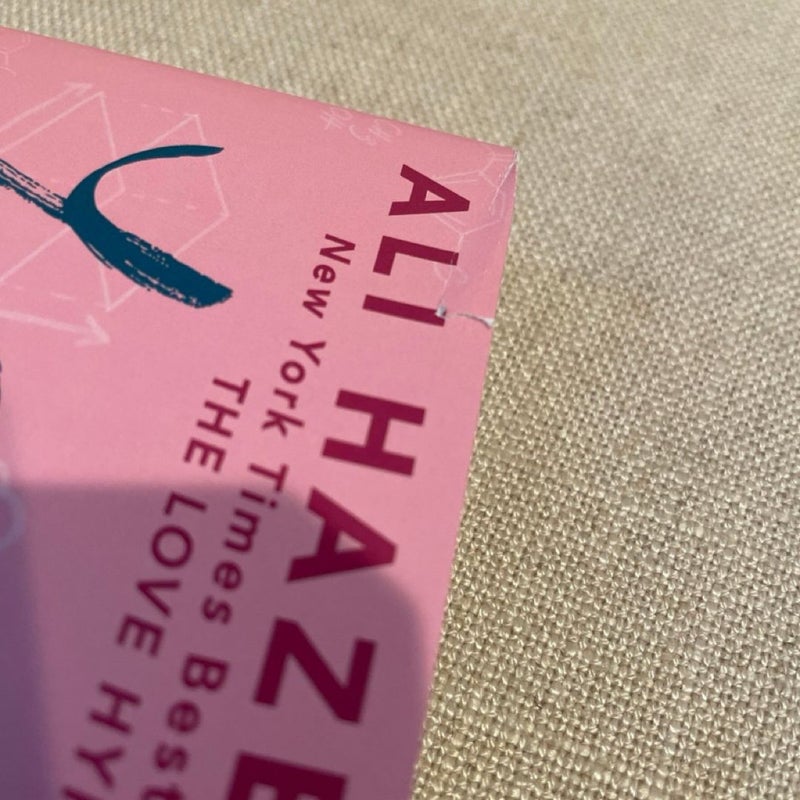 ALI HAZE
New York Times Best
THE LOVE HY
y